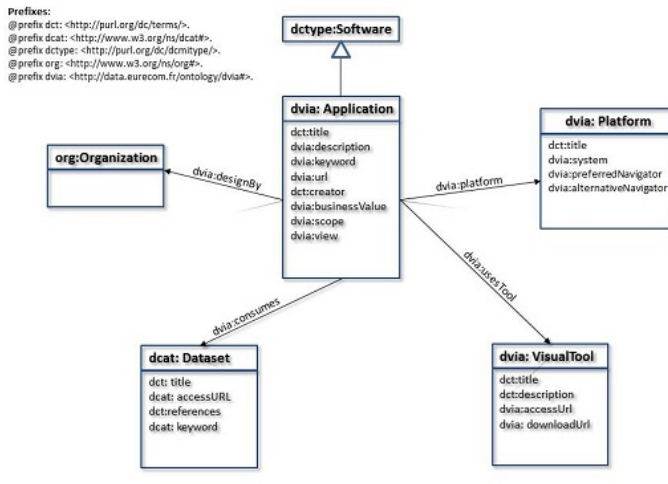 Prefixes:
@prefix dct: <http://purl.org/dc/terms/>.
@prefix dcat: <http://www.w3.org/ns/dcat#>.
@prefix dctype: <http://purl.org/dc/dcmitype/>.
@prefix org: <http://www.w3.org/ns/org#>.
@prefix dvia: <http://data.eurecom.fr/ontology/dvia#>.
dctype:Software
dvia: Application
dct:title
dvia:description
dvia:keyword
dvia:url
dct:creator
dvia:businessValue
dvia:scope
dvia:view
dvia: Platform
dct:title
dvia:system
dvia:preferredNavigator
dvia:alternativeNavigator
org:Organization
dvia:designBy
dvia:platform
dvia:usesTool
dvia:consumes
dcat: Dataset
dct: title
dcat: accessURL
dct:references
dcat: keyword
dvia: VisualTool
dct:title
dct:description
dvia:accessUrl
dvia: downloadUrl